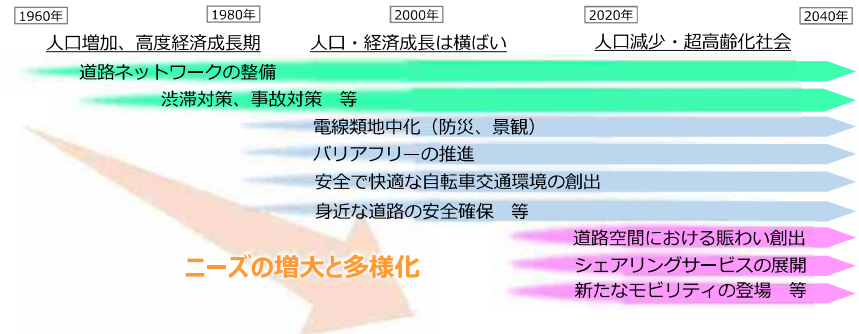 1960年
1980年
2000年
2020年
2040年
人口増加、高度経済成長期
人口・経済成長は横ばい
人口減少・超高齢化社会
道路ネットワークの整備
渋滞対策、事故対策　等
電線類地中化（防災、景観）
バリアフリーの推進
安全で快適な自転車交通環境の創出
身近な道路の安全確保　等
道路空間における賑わい創出
シェアリングサービスの展開
新たなモビリティの登場　等
ニーズの増大と多様化